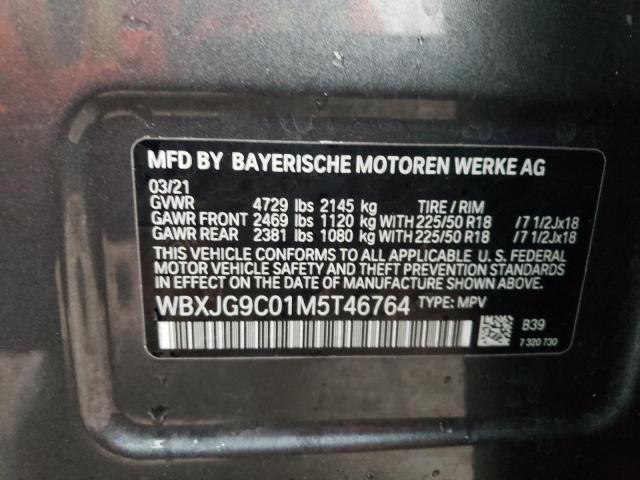 MFD BY BAYERISCHE MOTOREN WERKE AG
03/21
GVWR 4729 lbs 2145 kg TIRE / RIM
GAWR FRONT 2469 lbs 1120 kg WITH 225/50 R18 /7 1/2Jx18
GAWR REAR 2381 lbs 1080 kg WITH 225/50 R18 /7 1/2Jx18
THIS VEHICLE CONFORMS TO ALL APPLICABLE U. S. FEDERAL
MOTOR VEHICLE SAFETY AND THEFT PREVENTION STANDARDS
IN EFFECT ON THE DATE OF MANUFACTURE SHOWN ABOVE.
WBXJG9C01M5T46764 TYPE: MPV
B39
7 320 730